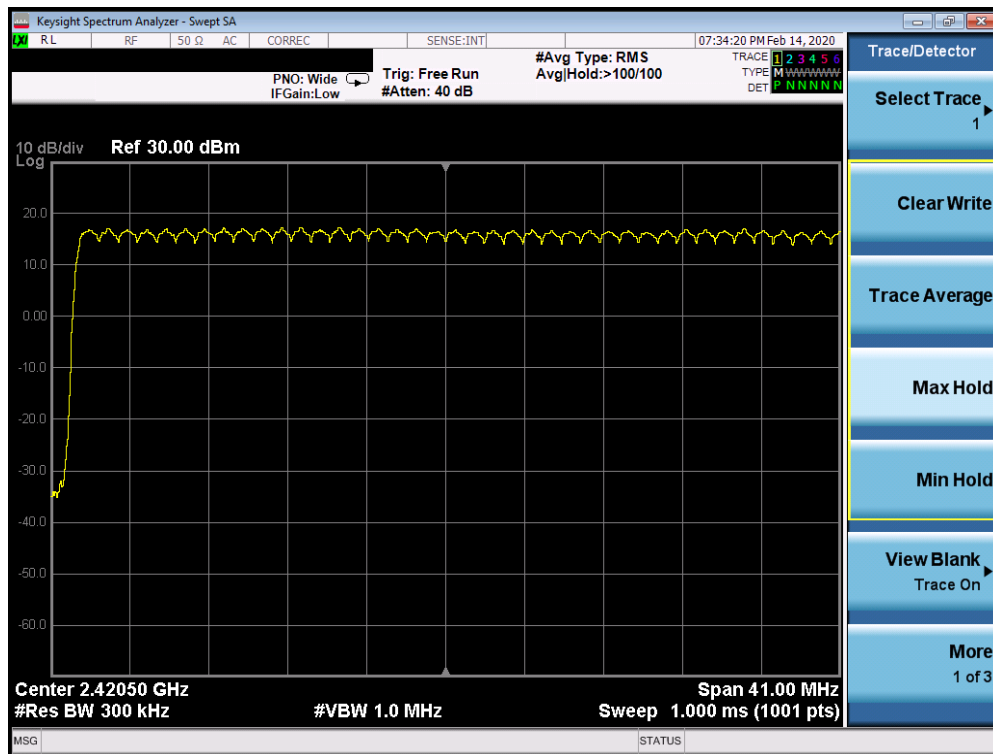 Keysight Spectrum Analyzer - Swept SA
LXI RL RF 50 Ω AC CORREC SENSE:INT 07:34:20 PM Feb 14, 2020
#Avg Type: RMS TRACE 1 2 3 4 5 6
PNO: Wide Trig: Free Run Avg|Hold:>100/100 TYPE M WWWWW
IFGain:Low #Atten: 40 dB DET P N N N N N
Trace/Detector
Select Trace
1
Clear Write
Trace Average
Max Hold
Min Hold
View Blank
Trace On
More
1 of 3
10 dB/div Ref 30.00 dBm
Log
20.0
10.0
0.00
-10.0
-20.0
-30.0
-40.0
-50.0
-60.0
Center 2.42050 GHz Span 41.00 MHz
#Res BW 300 kHz #VBW 1.0 MHz Sweep 1.000 ms (1001 pts)
MSG STATUS